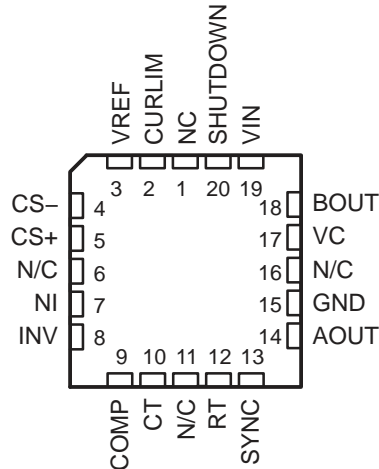 VREF
CURLIM
NC
SHUTDOWN
VIN
3 2 1 20 19
CS– 4
CS+ 5
N/C 6
NI 7
INV 8
18 BOUT
17 VC
16 N/C
15 GND
14 AOUT
9 10 11 12 13
COMP
CT
N/C
RT
SYNC